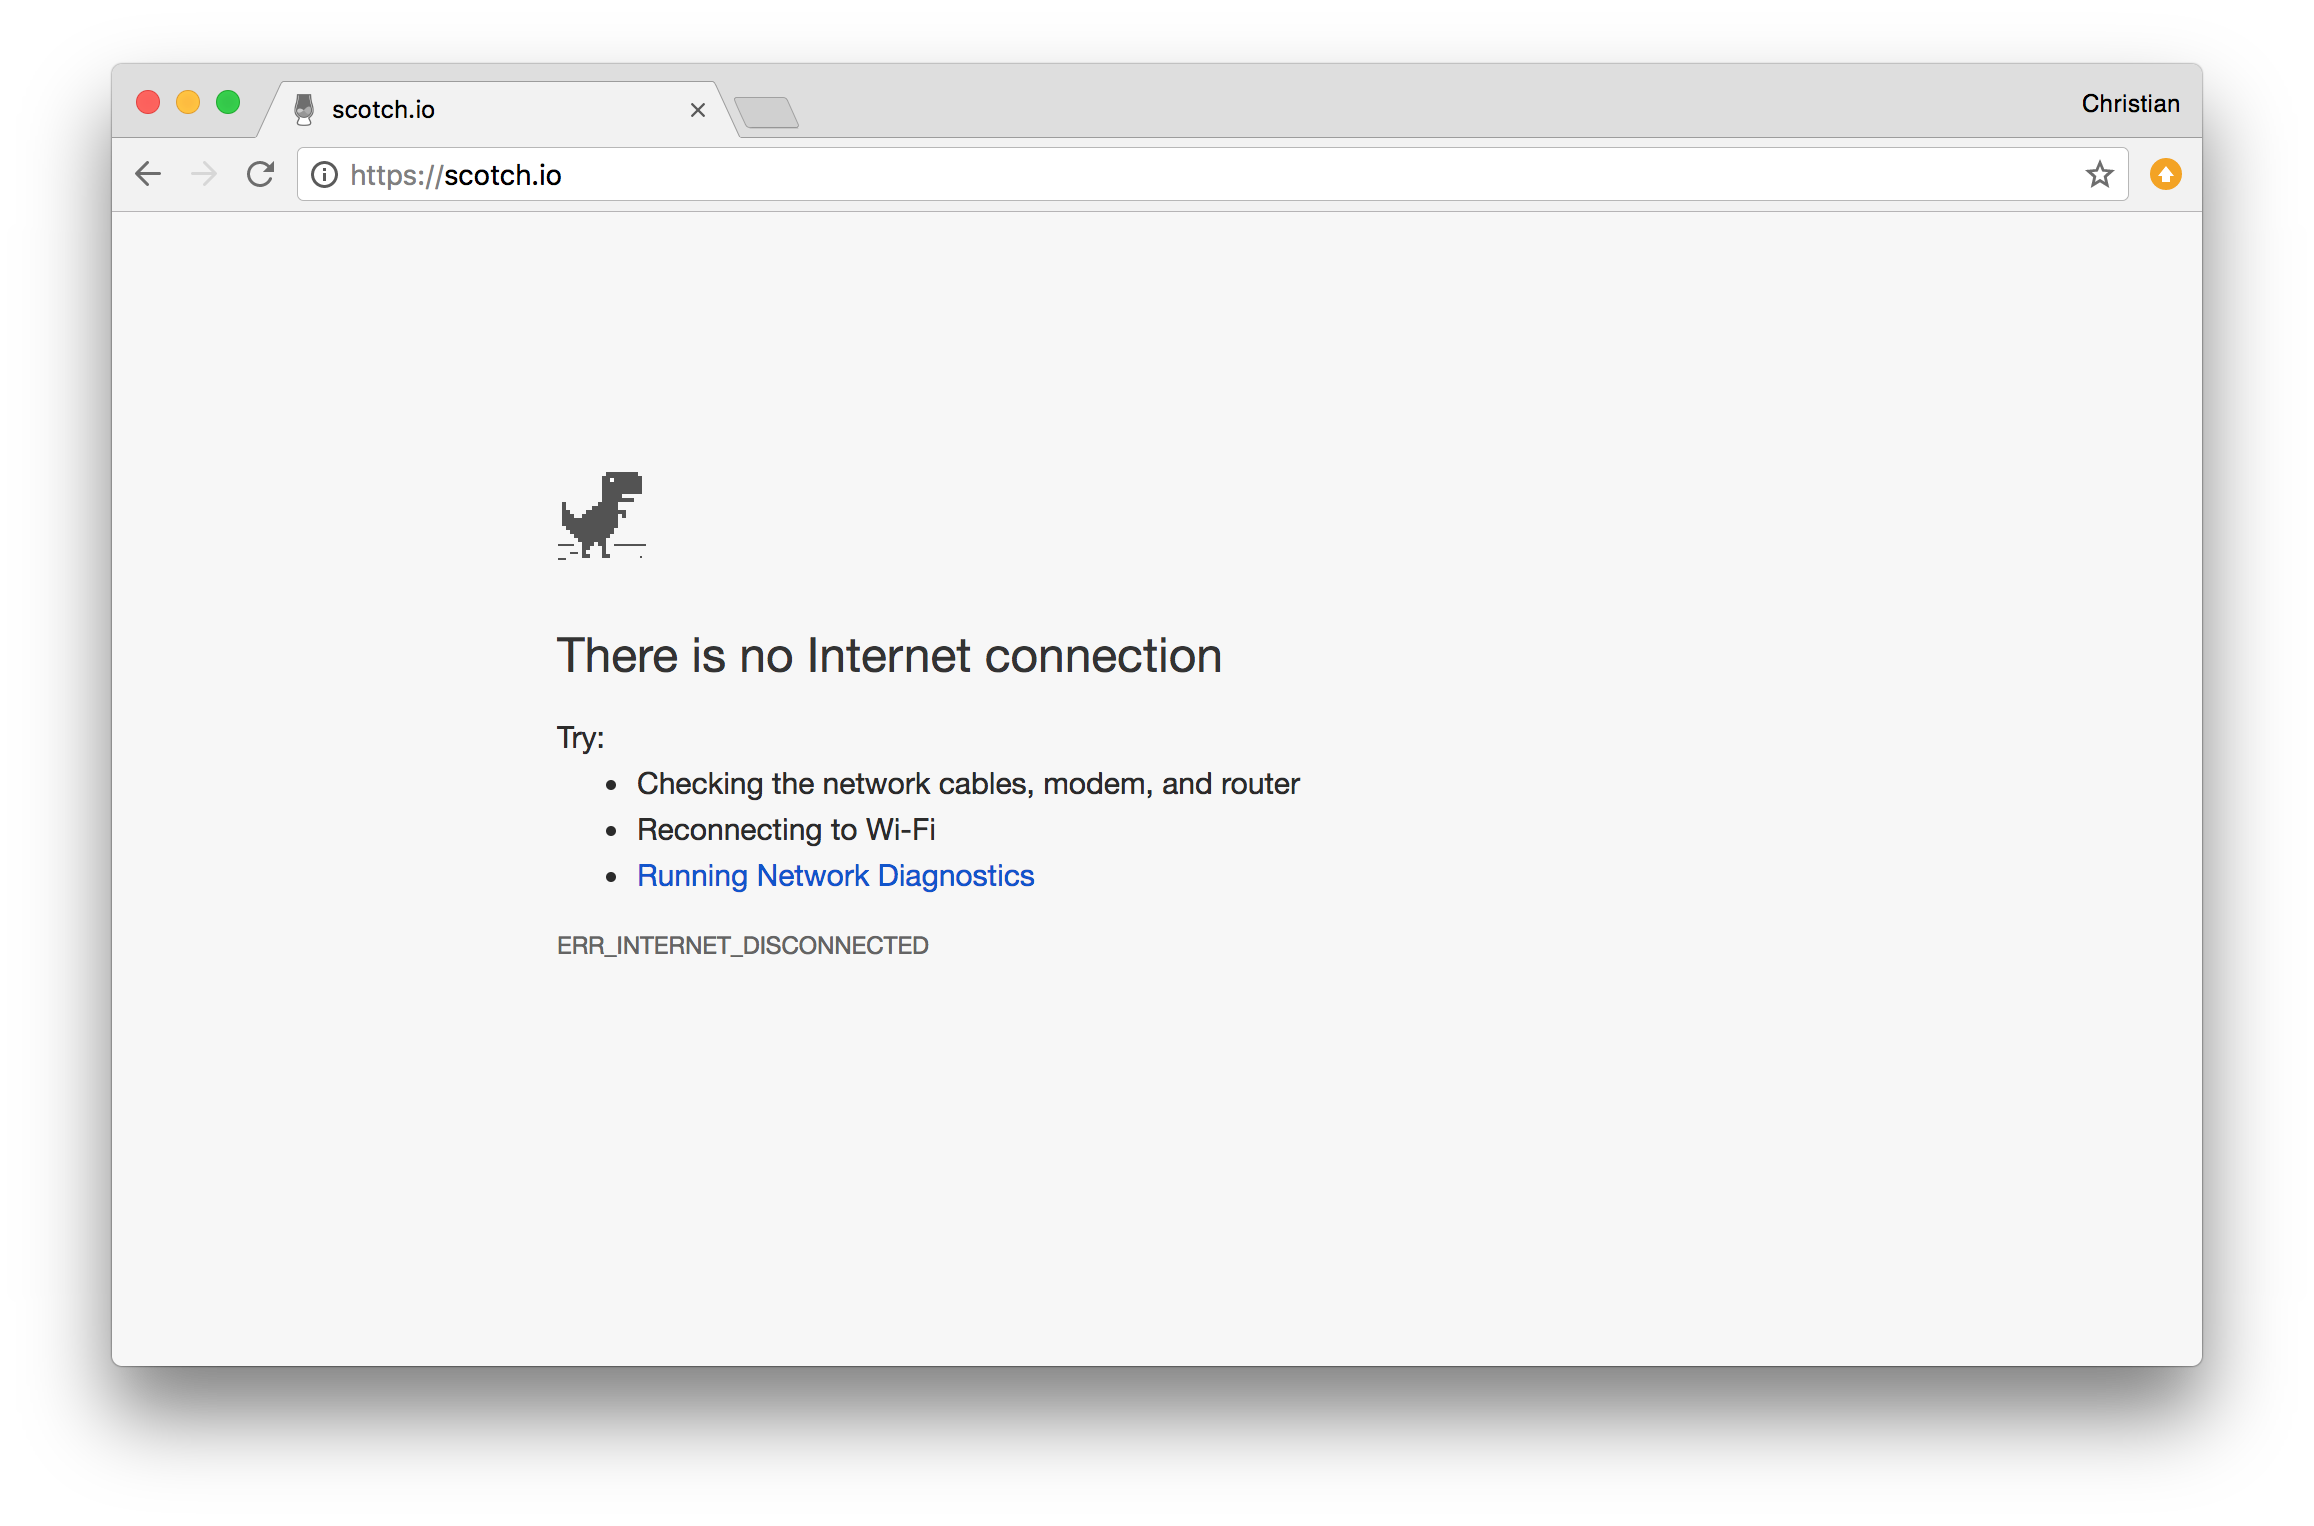 scotch.io
Christian
https://scotch.io
There is no Internet connection
Try:
Checking the network cables, modem, and router
Reconnecting to Wi-Fi
Running Network Diagnostics
ERR_INTERNET_DISCONNECTED